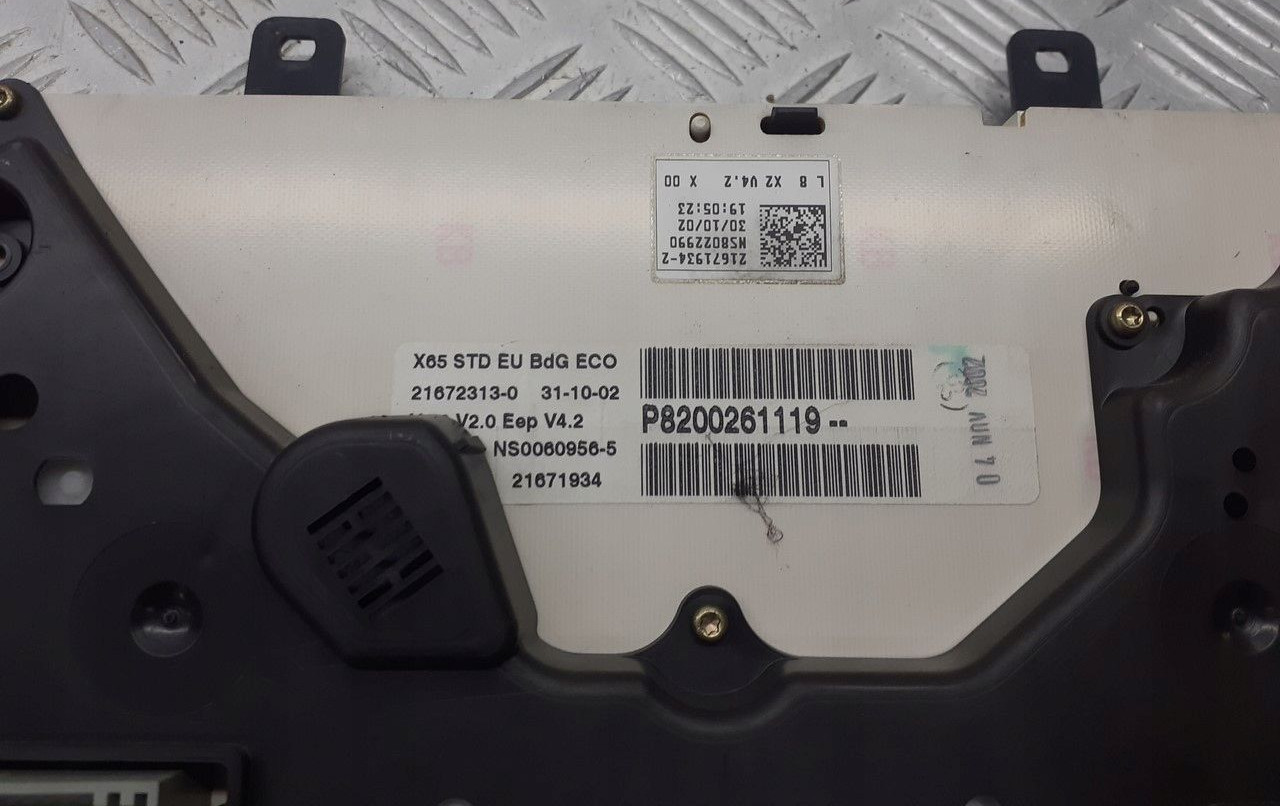 L 8 X2 V4.2 X 00
19:05:23
30/10/02
NS8022990
21671934-2
X65 STD EU BdG ECO
21672313-0 31-10-02
V2.0 Eep V4.2
NS0060956-5
21671934
P8200261119 --
04 NOV 2002